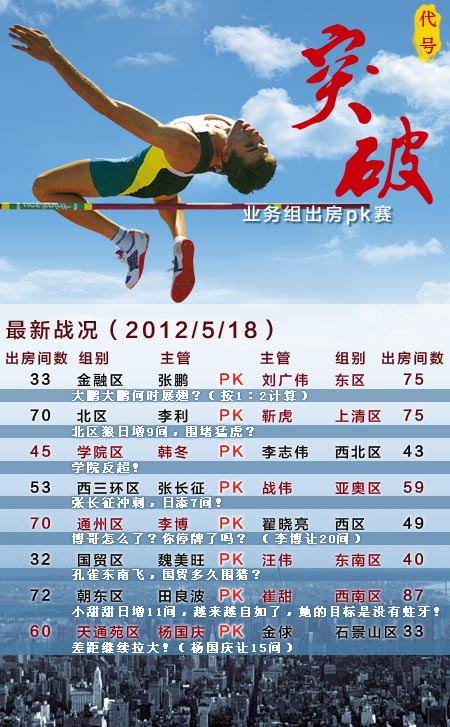 代号
突破
业务组出房pk赛
最新战况（2012/5/18）
出房间数 组别 主管 主管 组别 出房间数
33 金融区 张鹏 PK 刘广伟 东区 75
大鹏大鹏何时展翅？（按1：2计算）
70 北区 李利 PK 靳虎 上清区 75
北区狼日增9间，围堵猛虎？
45 学院区 韩冬 PK 李志伟 西北区 43
学院反超！
53 西三环区 张长征 PK 战伟 亚奥区 59
张长征冲刺，日添7间！
70 通州区 李博 PK 翟晓亮 西区 49
博哥怎么了？你停牌了吗？（李博让20间）
32 国贸区 魏美旺 PK 汪伟 东南区 40
孔雀东南飞，国贸多久围猎？
72 朝东区 田良波 PK 崔甜 西南区 87
小甜甜日增11间，越来越自如了，她的目标是没有蛀牙！
60 天通苑区 杨国庆 PK 金俅 石景山区 33
差距继续拉大！（杨国庆让15间）